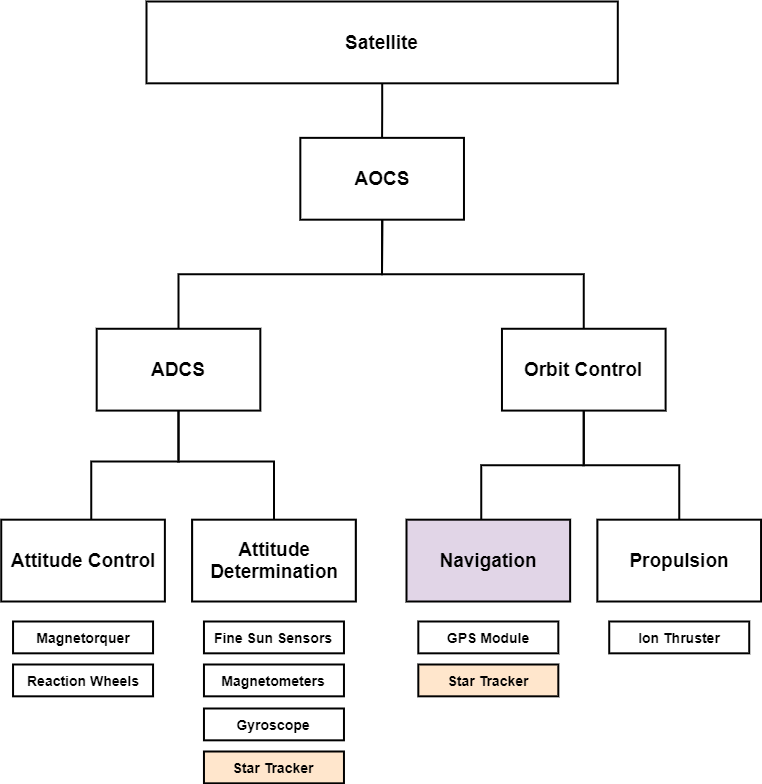 Satellite
AOCS
ADCS
Orbit Control
Attitude Control
Attitude
Determination
Navigation
Propulsion
Magnetorquer
Fine Sun Sensors
GPS Module
Ion Thruster
Reaction Wheels
Magnetometers
Star Tracker
Gyroscope
Star Tracker